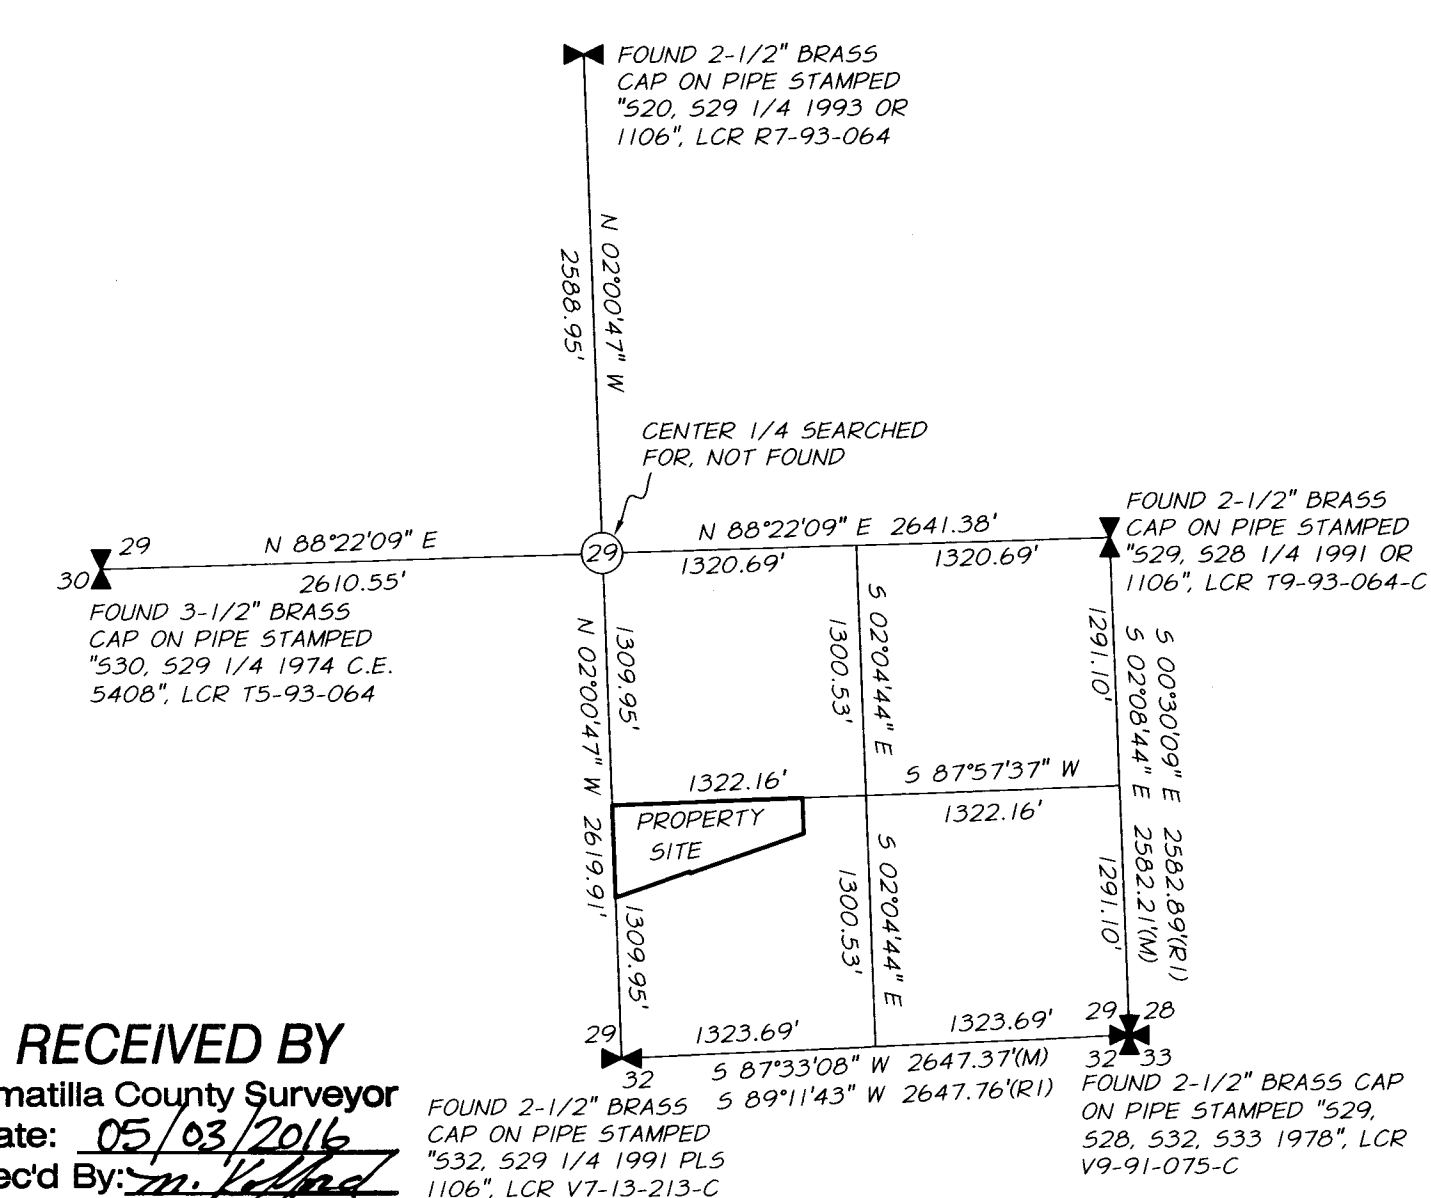 FOUND 2-1/2" BRASS
CAP ON PIPE STAMPED
"S20, S29 1/4 1993 OR
1106", LCR R7-93-064
N 02°00'47" W
2588.95'
CENTER 1/4 SEARCHED
FOR, NOT FOUND
29
30
N 88°22'09" E
2610.55'
29
N 88°22'09" E 2641.38'
1320.69'
1320.69'
FOUND 2-1/2" BRASS
CAP ON PIPE STAMPED
"S29, S28 1/4 1991 OR
1106", LCR T9-93-064-C
FOUND 3-1/2" BRASS
CAP ON PIPE STAMPED
"S30, S29 1/4 1974 C.E.
5408", LCR T5-93-064
N 02°00'47" W 2619.91'
1309.95'
1300.53'
S 02°04'44" E
1291.10'
S 02°08'44" E 2582.21'(M)
S 00°30'09" E 2582.89'(R1)
1322.16'
S 87°57'37" W
1322.16'
PROPERTY
SITE
1309.95'
1300.53'
S 02°04'44" E
1291.10'
29
32
1323.69'
1323.69'
S 87°33'08" W 2647.37'(M)
S 89°11'43" W 2647.76'(R1)
29
28
32
33
FOUND 2-1/2" BRASS
CAP ON PIPE STAMPED
"S32, S29 1/4 1991 PLS
1106", LCR V7-13-213-C
FOUND 2-1/2" BRASS CAP
ON PIPE STAMPED "S29,
S28, S32, S33 1978", LCR
V9-91-075-C
RECEIVED BY
matilla County Surveyor
ate: 05/03/2016
ec'd By: m.